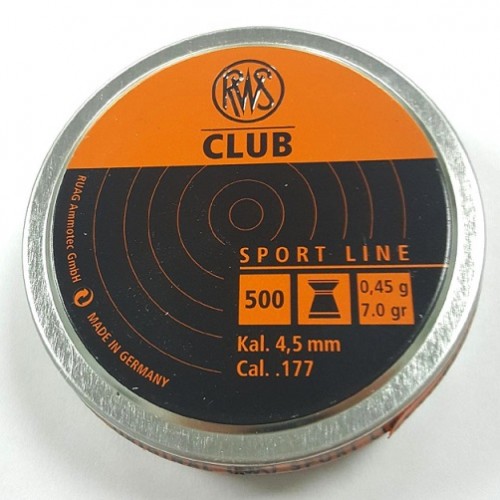 RWS
CLUB
SPORT LINE
500
0,45 g
7.0 gr
Kal. 4,5 mm
Cal. .177
RUAG Ammotec GmbH
MADE IN GERMANY